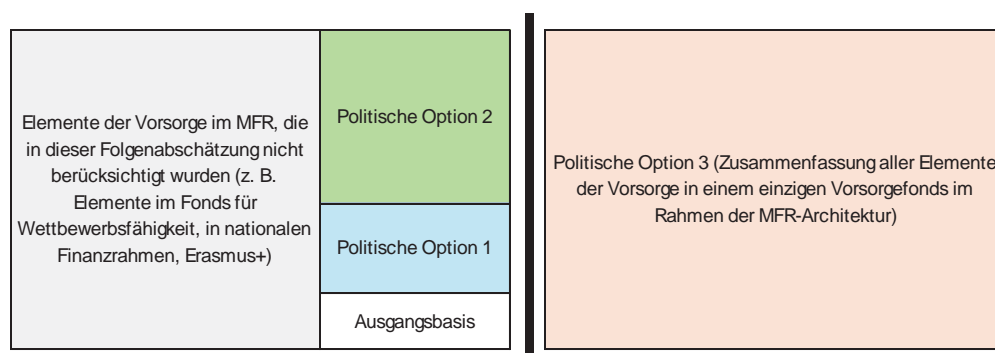 Elemente der Vorsorge im MFR, die
in dieser Folgenabschätzung nicht
berücksichtigt wurden (z. B.
Elemente im Fonds für
Wettbewerbsfähigkeit, in nationalen
Finanzrahmen, Erasmus+)
Politische Option 2
Politische Option 1
Ausgangsbasis
Politische Option 3 (Zusammenfassung aller Elemente
der Vorsorge in einem einzigen Vorsorgefonds im
Rahmen der MFR-Architektur)